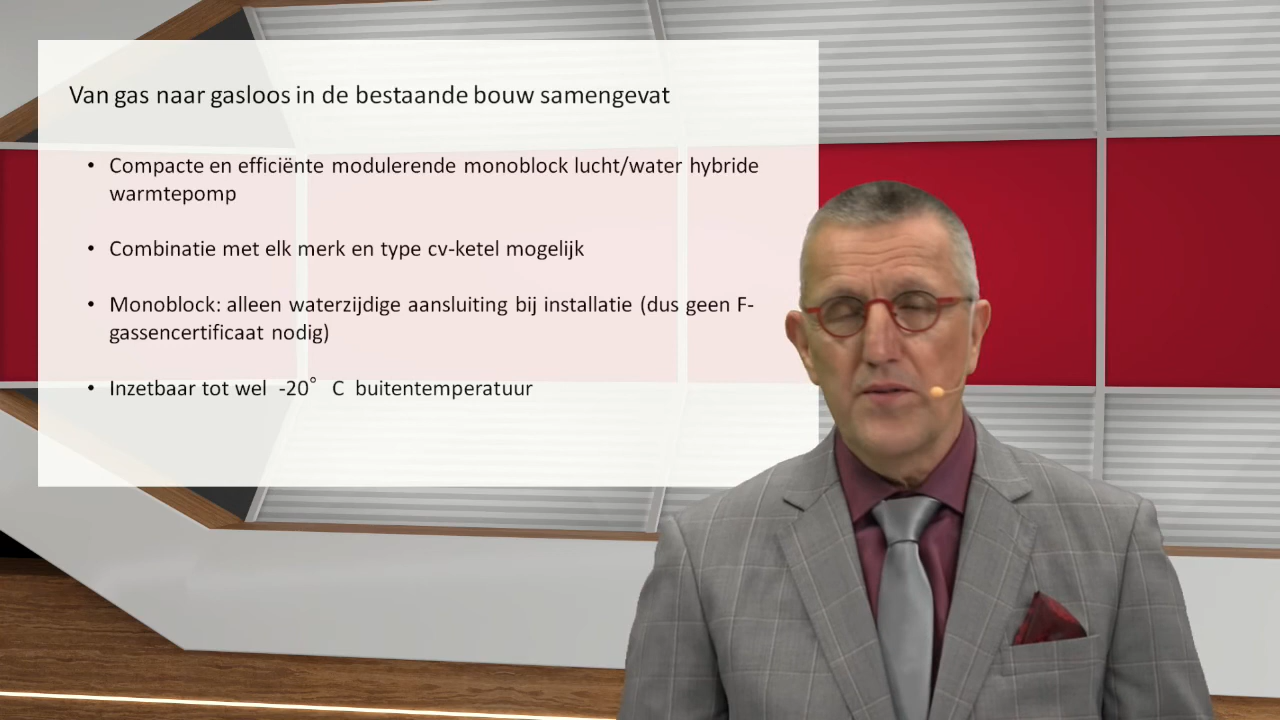 Van gas naar gasloos in de bestaande bouw samengevat
• Compacte en efficiënte modulerende monoblock lucht/water hybride
warmtepomp
• Combinatie met elk merk en type cv-ketel mogelijk
• Monoblock: alleen waterzijdige aansluiting bij installatie (dus geen F-
gassencertificaat nodig)
• Inzetbaar tot wel -20° C buitentemperatuur